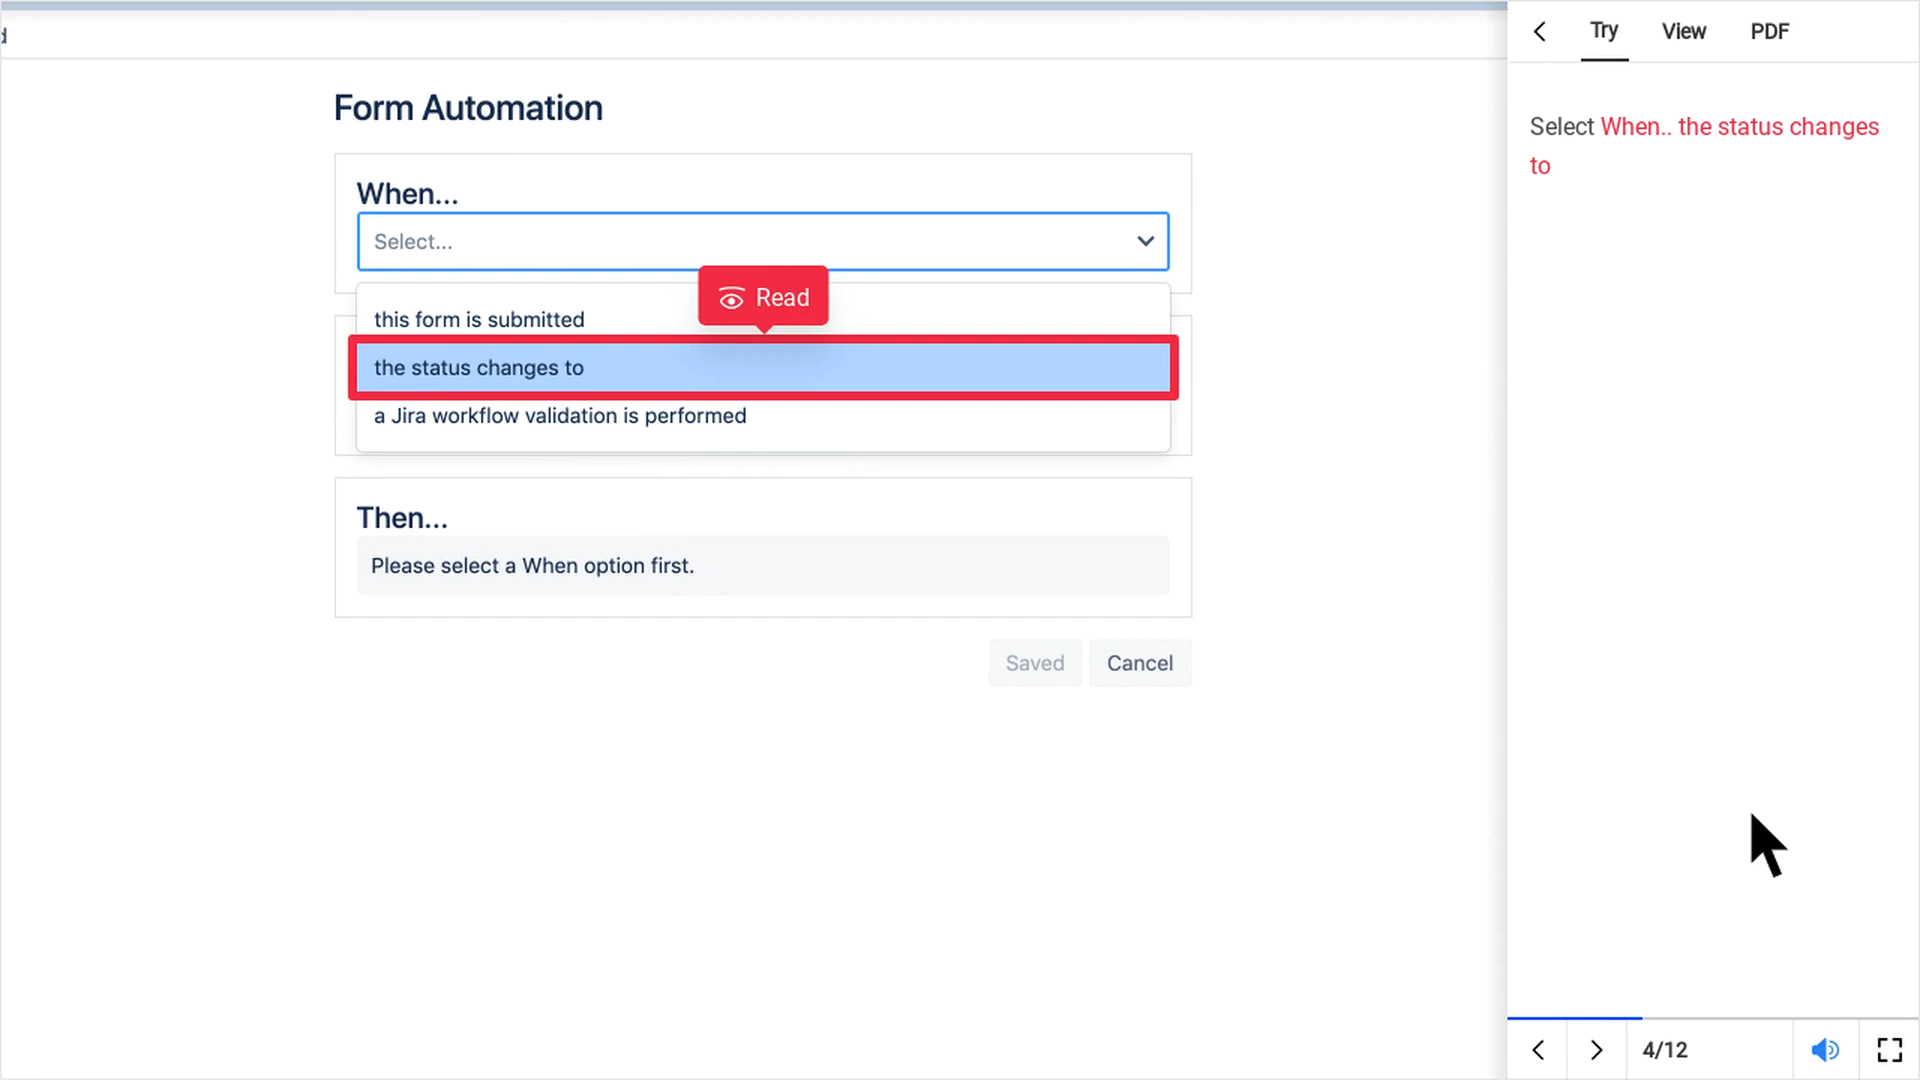 d
Form Automation
When...
Select...
Read
this form is submitted
the status changes to
a Jira workflow validation is performed
Then...
Please select a When option first.
Saved
Cancel
Try
View
PDF
Select When.. the status changes
to
4/12